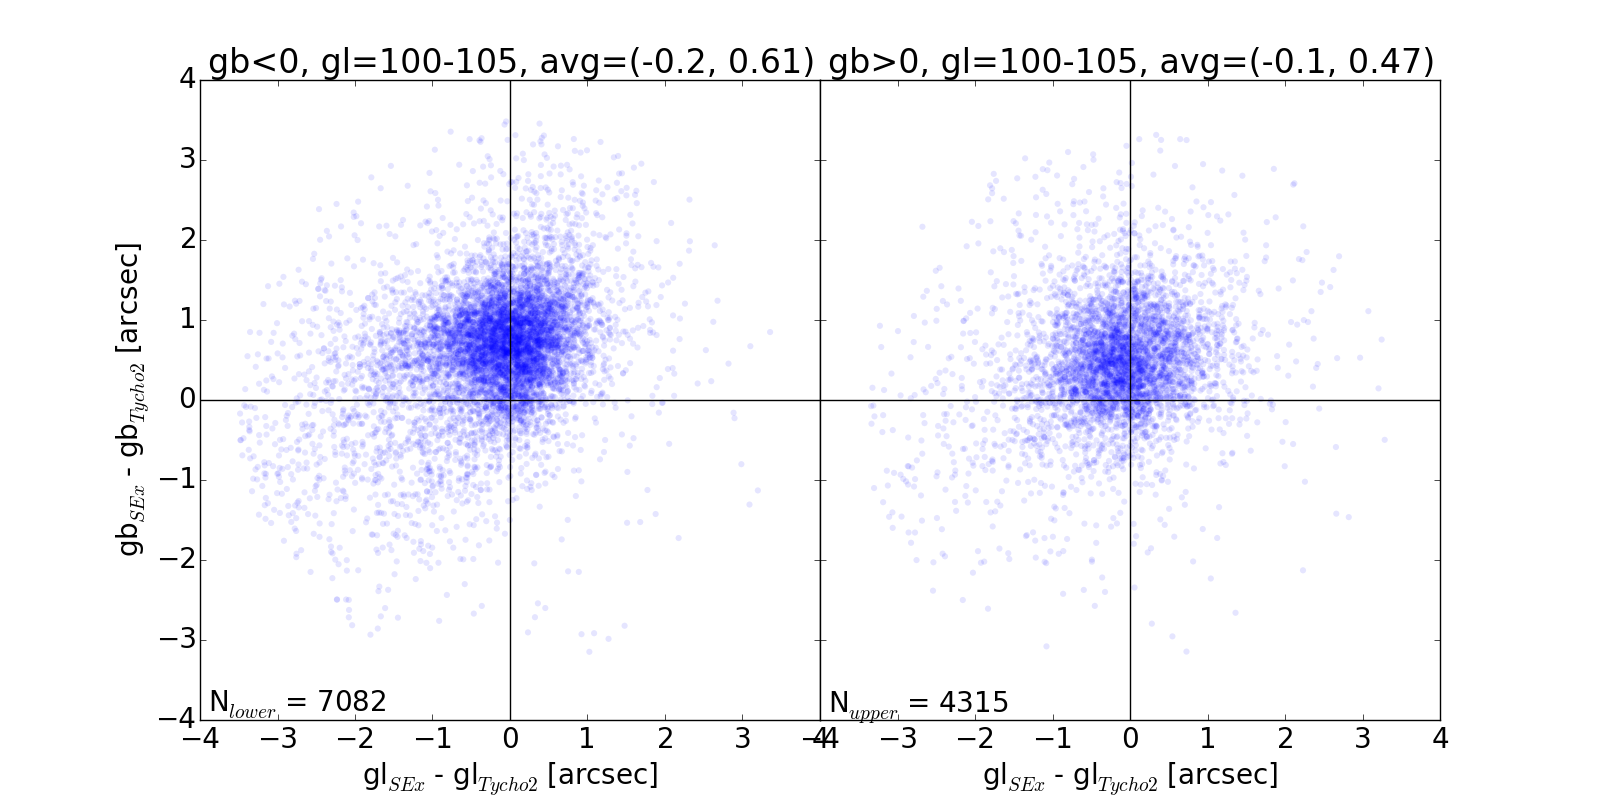 gb<0, gl=100-105, avg=(-0.2, 0.61)
gb>0, gl=100-105, avg=(-0.1, 0.47)
4
3
2
1
0
−1
−2
−3
−4
gb_SEx - gb_Tycho2 [arcsec]
N_lower = 7082
N_upper = 4315
−4 −3 −2 −1 0 1 2 3 4
−4 −3 −2 −1 0 1 2 3 4
gl_SEx - gl_Tycho2 [arcsec]
gl_SEx - gl_Tycho2 [arcsec]